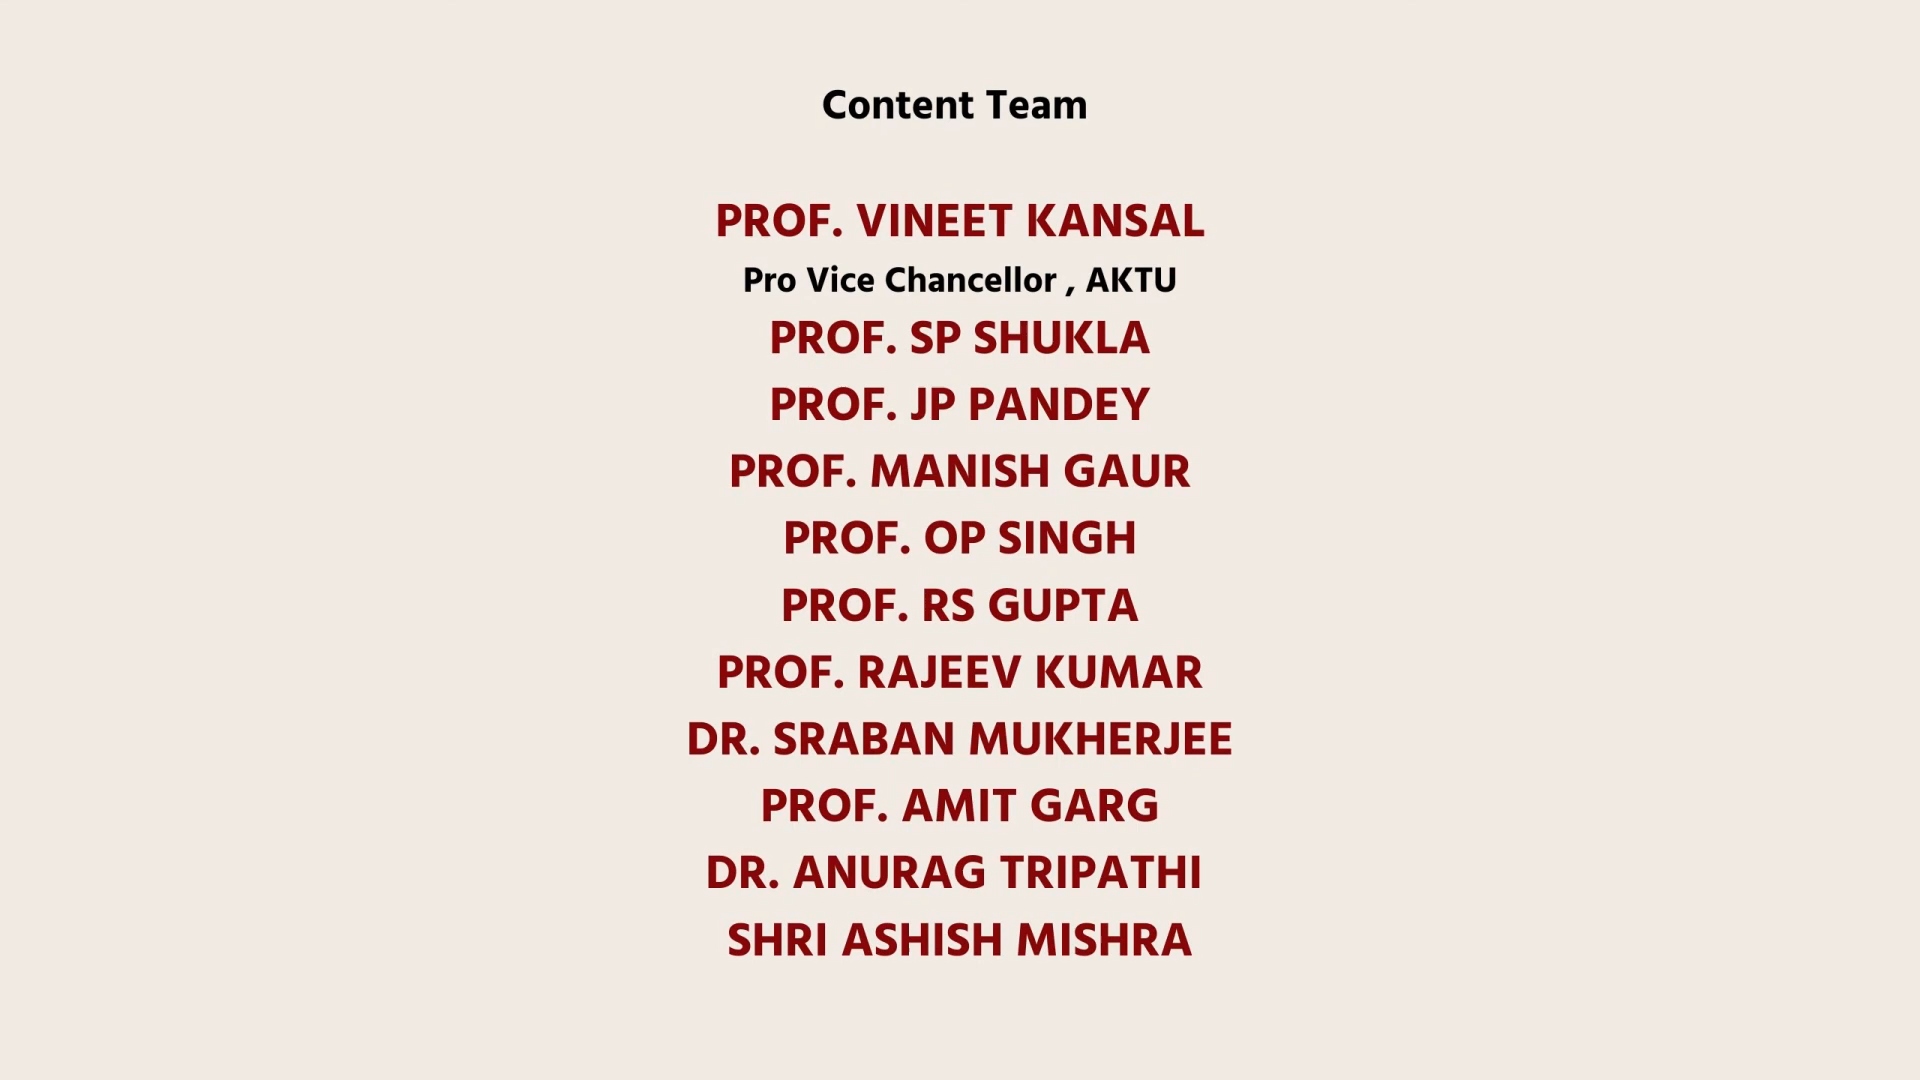 Content Team
PROF. VINEET KANSAL
Pro Vice Chancellor , AKTU
PROF. SP SHUKLA
PROF. JP PANDEY
PROF. MANISH GAUR
PROF. OP SINGH
PROF. RS GUPTA
PROF. RAJEEV KUMAR
DR. SRABAN MUKHERJEE
PROF. AMIT GARG
DR. ANURAG TRIPATHI
SHRI ASHISH MISHRA